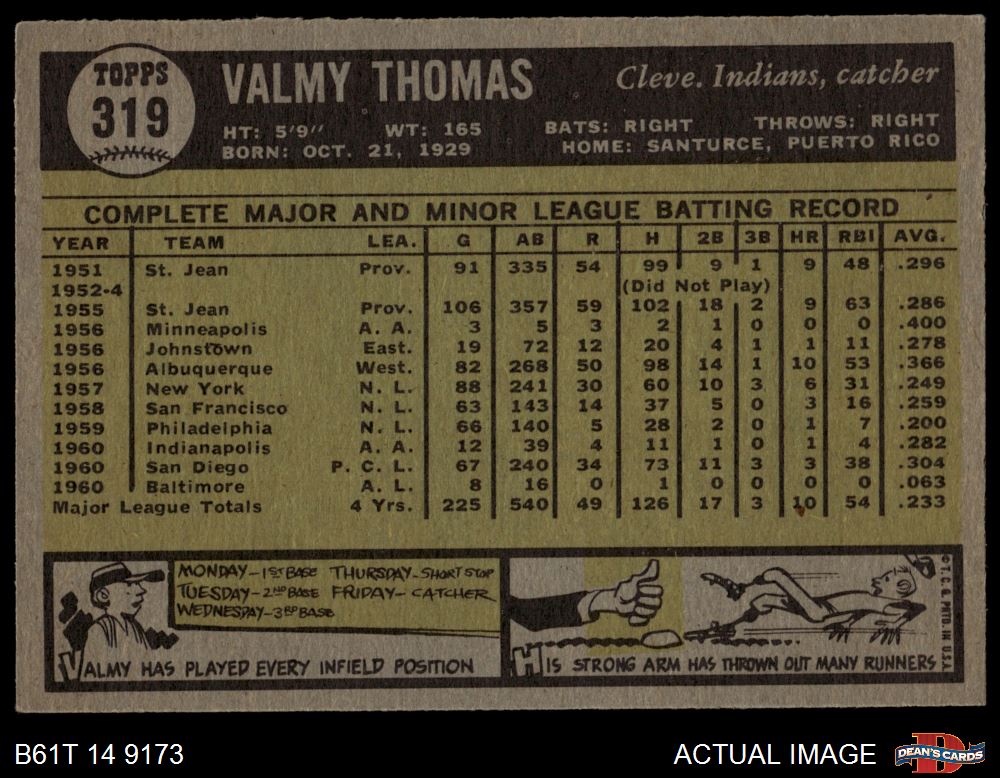 TOPPS
319
VALMY THOMAS
Cleve. Indians, catcher
HT: 5'9" WT: 165 BATS: RIGHT THROWS: RIGHT
BORN: OCT. 21, 1929 HOME: SANTURCE, PUERTO RICO
COMPLETE MAJOR AND MINOR LEAGUE BATTING RECORD
YEAR TEAM LEA. G AB R H 2B 3B HR RBI AVG.
1951 St. Jean Prov. 91 335 54 99 9 1 9 48 .296
1952-4 (Did Not Play)
1955 St. Jean Prov. 106 357 59 102 18 2 9 63 .286
1956 Minneapolis A. A. 3 5 3 2 1 0 0 0 .400
1956 Johnstown East. 19 72 12 20 4 1 1 11 .278
1956 Albuquerque West. 82 268 50 98 14 1 10 53 .366
1957 New York N. L. 88 241 30 60 10 3 6 31 .249
1958 San Francisco N. L. 63 143 14 37 5 0 3 16 .259
1959 Philadelphia N. L. 66 140 5 28 2 0 1 7 .200
1960 Indianapolis A. A. 12 39 4 11 1 0 1 4 .282
1960 San Diego P. C. L. 67 240 34 73 11 3 3 38 .304
1960 Baltimore A. L. 8 16 0 1 0 0 0 0 .063
Major League Totals 4 Yrs. 225 540 49 126 17 3 10 54 .233
MONDAY-1ST BASE THURSDAY-SHORT STOP
TUESDAY-2ND BASE FRIDAY-CATCHER
WEDNESDAY-3RD BASE
VALMY HAS PLAYED EVERY INFIELD POSITION
HIS STRONG ARM HAS THROWN OUT MANY RUNNERS
©T.C.G. PRTD. IN U.S.A.
B61T 14 9173
ACTUAL IMAGE
DEAN'S CARDS